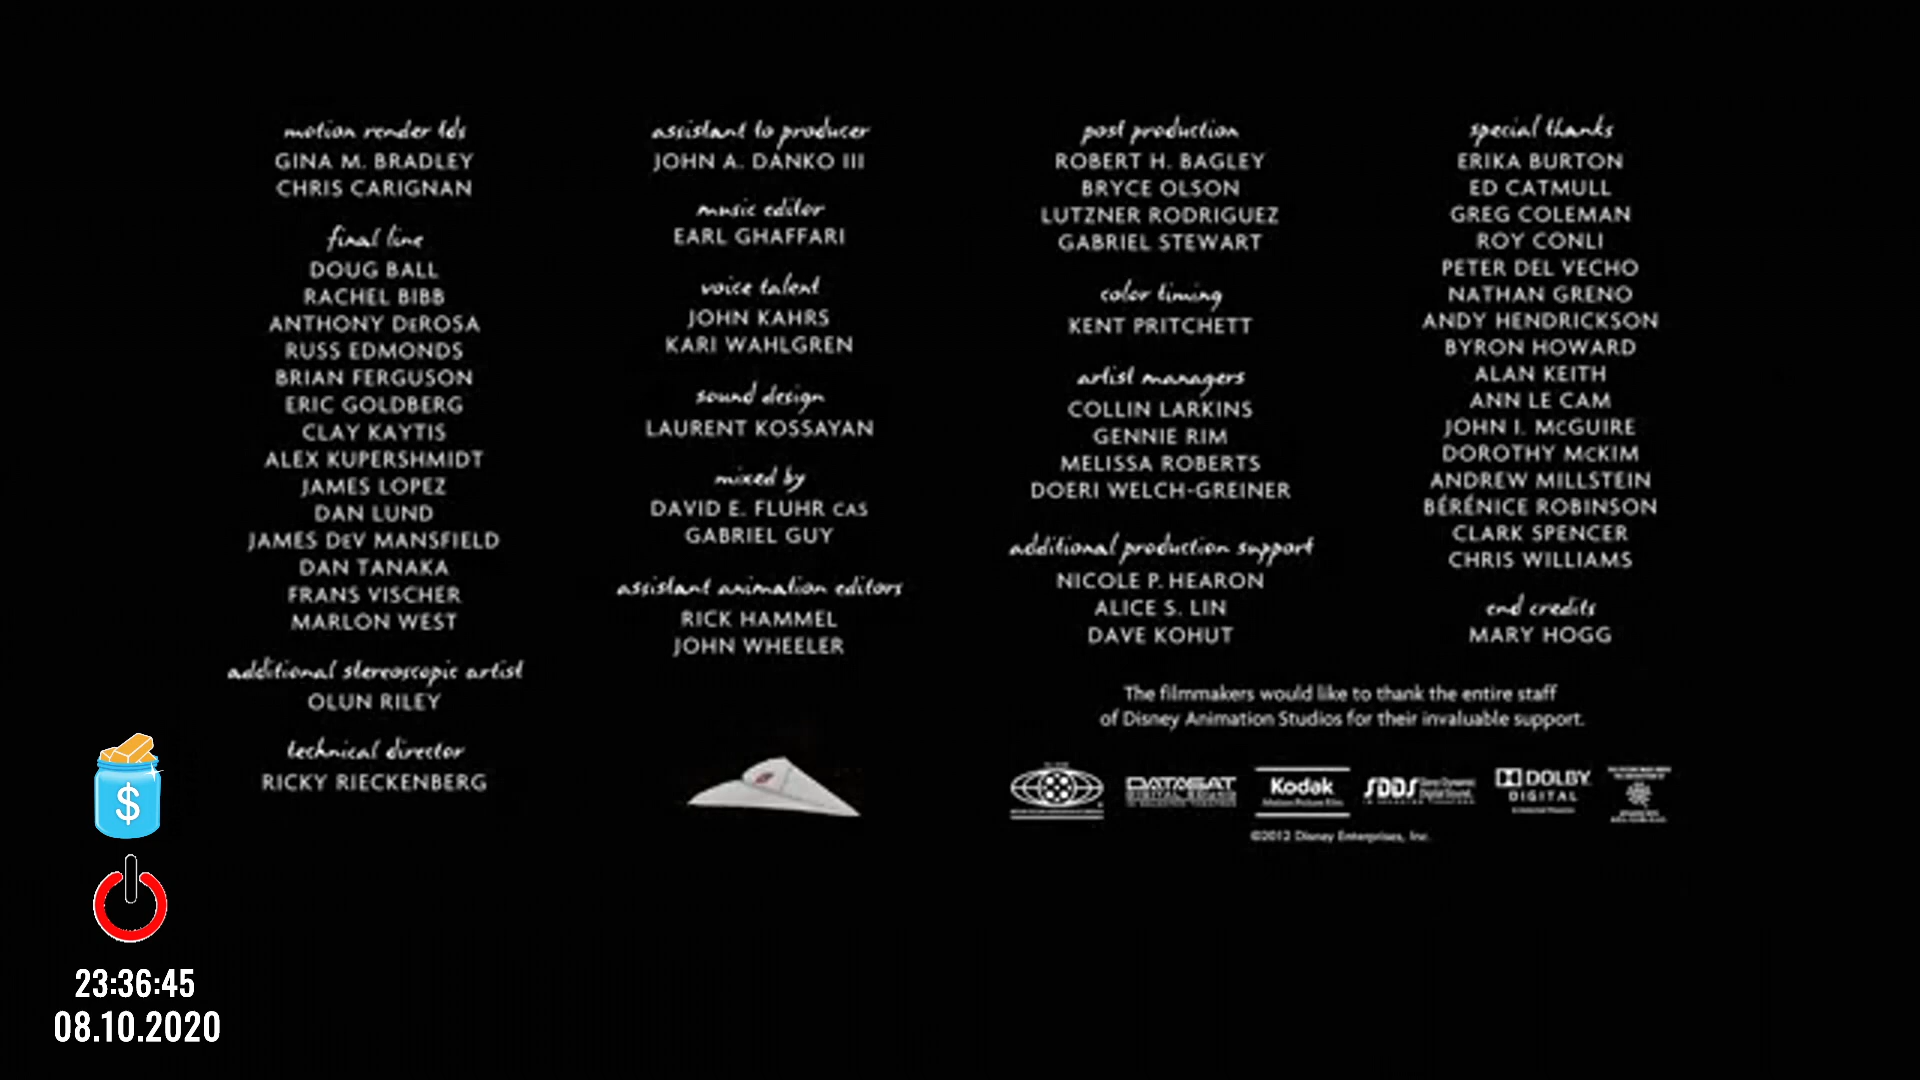 motion render tds
GINA M. BRADLEY
CHRIS CARIGNAN
final line
DOUG BALL
RACHEL BIBB
ANTHONY DeROSA
RUSS EDMONDS
BRIAN FERGUSON
ERIC GOLDBERG
CLAY KAYTIS
ALEX KUPERSHMIDT
JAMES LOPEZ
DAN LUND
JAMES DeV MANSFIELD
DAN TANAKA
FRANS VISCHER
MARLON WEST
additional stereoscopic artist
OLUN RILEY
technical director
RICKY RIECKENBERG
assistant to producer
JOHN A. DANKO III
music editor
EARL GHAFFARI
voice talent
JOHN KAHRS
KARI WAHLGREN
sound design
LAURENT KOSSAYAN
mixed by
DAVID E. FLUHR CAS
GABRIEL GUY
assistant animation editors
RICK HAMMEL
JOHN WHEELER
post production
ROBERT H. BAGLEY
BRYCE OLSON
LUTZNER RODRIGUEZ
GABRIEL STEWART
color timing
KENT PRITCHETT
artist managers
COLLIN LARKINS
GENNIE RIM
MELISSA ROBERTS
DOERI WELCH-GREINER
additional production support
NICOLE P. HEARON
ALICE S. LIN
DAVE KOHUT
special thanks
ERIKA BURTON
ED CATMULL
GREG COLEMAN
ROY CONLI
PETER DEL VECHO
NATHAN GRENO
ANDY HENDRICKSON
BYRON HOWARD
ALAN KEITH
ANN LE CAM
JOHN I. McGUIRE
DOROTHY McKIM
ANDREW MILLSTEIN
BÉRÉNICE ROBINSON
CLARK SPENCER
CHRIS WILLIAMS
end credits
MARY HOGG
The filmmakers would like to thank the entire staff
of Disney Animation Studios for their invaluable support.
DATASAT
Kodak
Motion Picture Film
SDDS
DOLBY
DIGITAL
©2012 Disney Enterprises, Inc.
$
23:36:45
08.10.2020